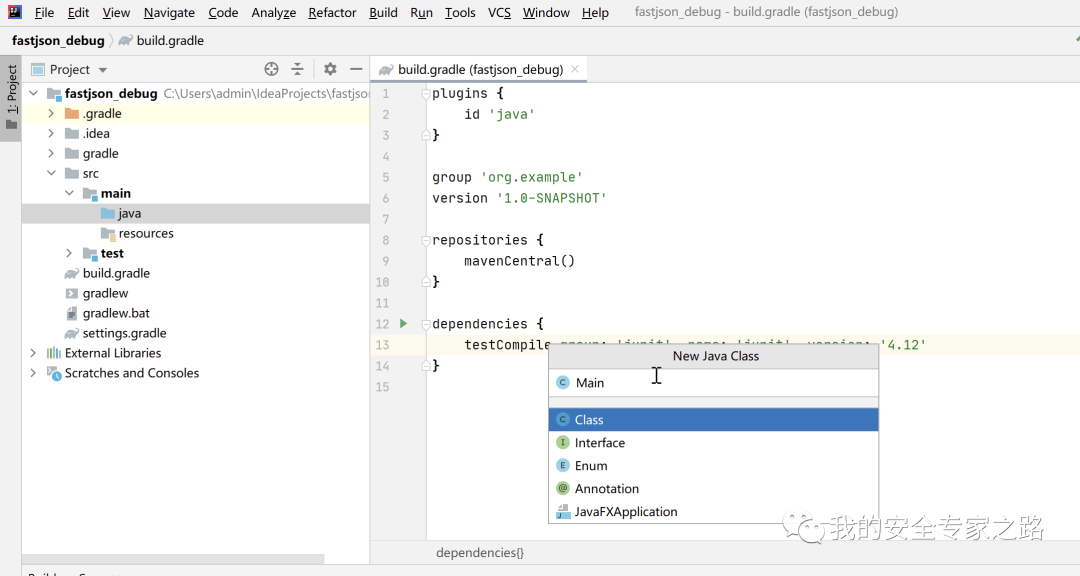 File Edit View Navigate Code Analyze Refactor Build Run Tools VCS Window Help fastjson_debug - build.gradle (fastjson_debug)
fastjson_debug build.gradle
1: Project
Project
build.gradle (fastjson_debug)
fastjson_debug C:\Users\admin\IdeaProjects\fastjson
.gradle
.idea
gradle
src
main
java
resources
test
build.gradle
gradlew
gradlew.bat
settings.gradle
External Libraries
Scratches and Consoles
1 plugins {
2 id 'java'
3 }
4
5 group 'org.example'
6 version '1.0-SNAPSHOT'
7
8 repositories {
9 mavenCentral()
10 }
11
12 dependencies {
13 testCompile group: 'junit', name: 'junit', version: '4.12'
14 }
15
New Java Class
Main
Class
Interface
Enum
Annotation
JavaFXApplication
dependencies{}
我的安全专家之路